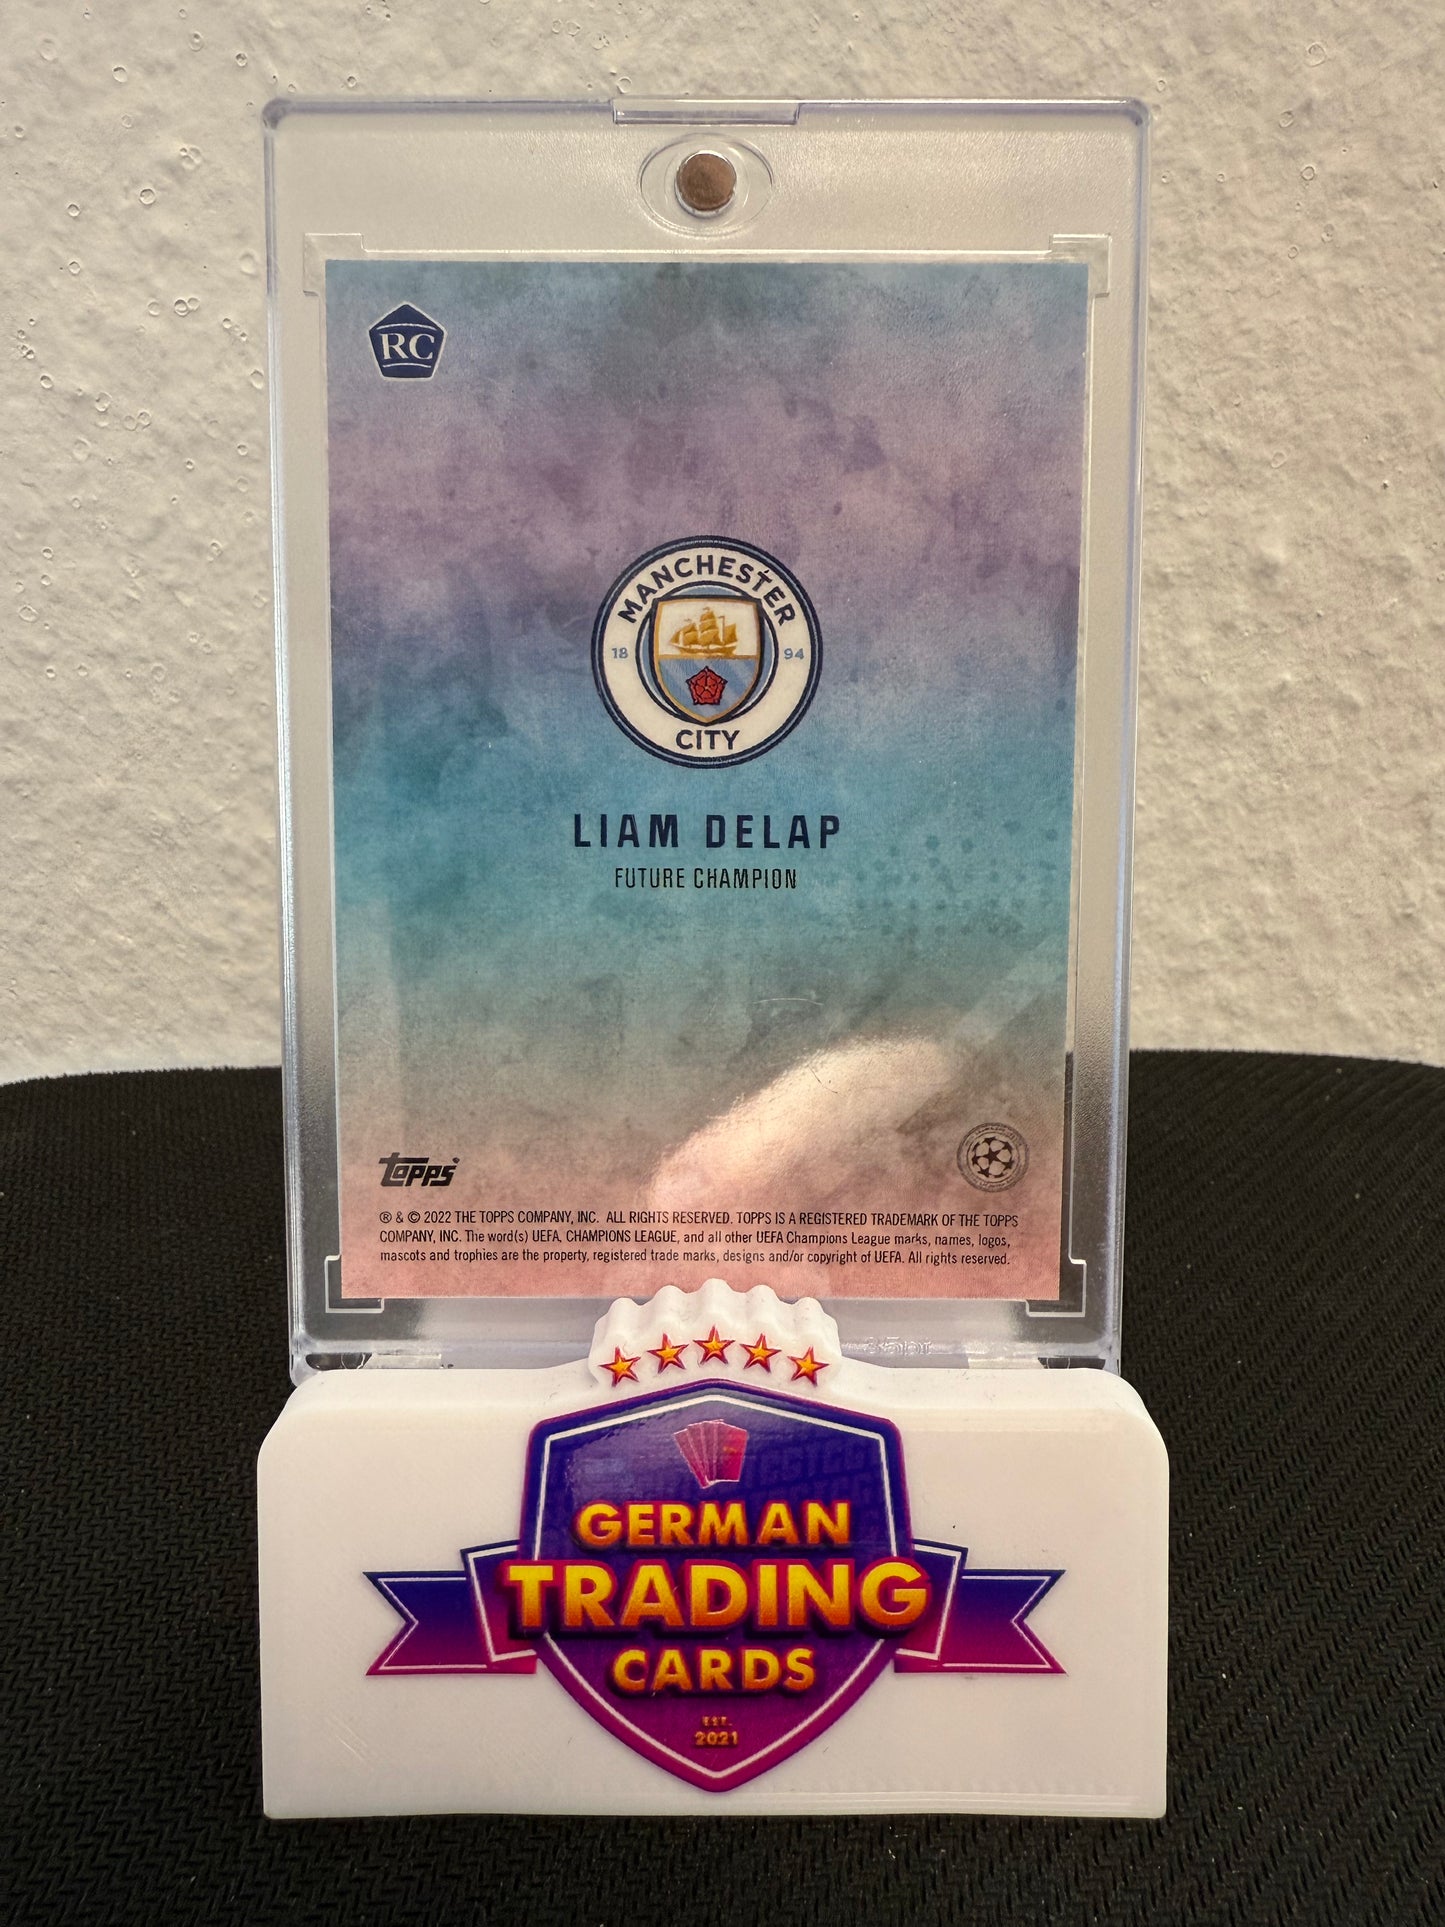 RC
MANCHESTER
18 94
CITY
LIAM DELAP
FUTURE CHAMPION
topps
® & © 2022 THE TOPPS COMPANY, INC. ALL RIGHTS RESERVED. TOPPS IS A REGISTERED TRADEMARK OF THE TOPPS
COMPANY, INC. The word(s) UEFA, CHAMPIONS LEAGUE, and all other UEFA Champions League marks, names, logos,
mascots and trophies are the property, registered trade marks, designs and/or copyright of UEFA. All rights reserved.
35pt
GERMAN
TRADING
CARDS
EST.
2021